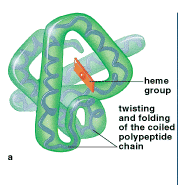 heme
group
twisting
and folding
of the coiled
polypeptide
chain
a